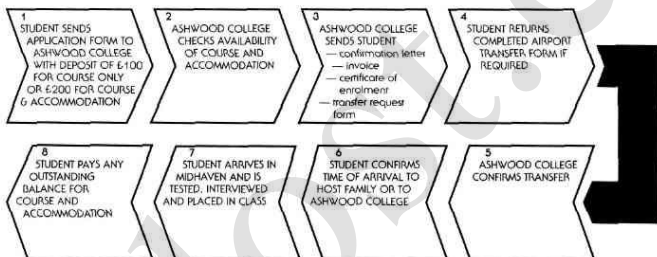 1
STUDENT SENDS
APPLICATION FORM TO
ASHWOOD COLLEGE
WITH DEPOSIT OF £100
FOR COURSE ONLY
OR £200 FOR COURSE
& ACCOMMODATION
2
ASHWOOD COLLEGE
CHECKS AVAILABILITY
OF COURSE AND
ACCOMMODATION
3
ASHWOOD COLLEGE
SENDS STUDENT
— confirmation letter
— invoice
— certificate of
enrolment
— transfer request
form
4
STUDENT RETURNS
COMPLETED AIRPORT
TRANSFER FORM IF
REQUIRED
5
ASHWOOD COLLEGE
CONFIRMS TRANSFER
6
STUDENT CONFIRMS
TIME OF ARRIVAL TO
HOST FAMILY OR TO
ASHWOOD COLLEGE
7
STUDENT ARRIVES IN
MIDHAVEN AND IS
TESTED, INTERVIEWED
AND PLACED IN CLASS
8
STUDENT PAYS ANY
OUTSTANDING
BALANCE FOR
COURSE AND
ACCOMMODATION